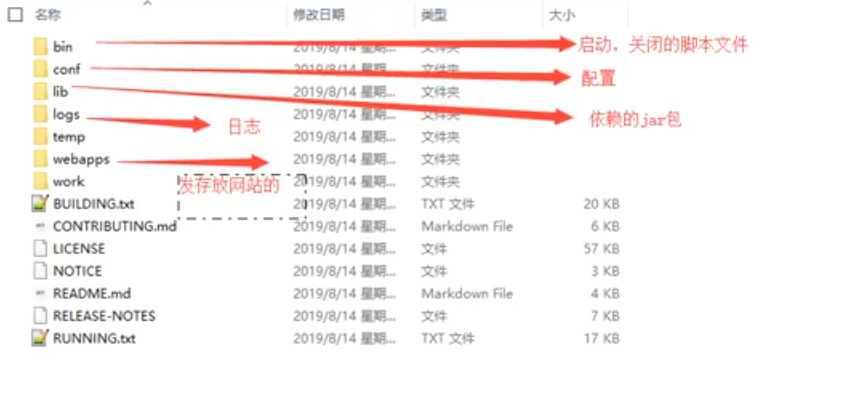 名称 修改日期 类型 大小
bin 2019/8/14 星期... 文件夹 启动，关闭的脚本文件
conf 2019/8/14 星期... 文件夹 配置
lib 2019/8/14 星期... 文件夹
logs 2019/8/14 星期... 文件夹 依赖的jar包
日志
temp 2019/8/14 星期... 文件夹
webapps 2019/8/14 星期... 文件夹
work 2019/8/14 星期... 文件夹
发存放网站的
BUILDING.txt 2019/8/14 星期... TXT 文件 20 KB
CONTRIBUTING.md 2019/8/14 星期... Markdown File 6 KB
LICENSE 2019/8/14 星期... 文件 57 KB
NOTICE 2019/8/14 星期... 文件 3 KB
README.md 2019/8/14 星期... Markdown File 4 KB
RELEASE-NOTES 2019/8/14 星期... 文件 7 KB
RUNNING.txt 2019/8/14 星期... TXT 文件 17 KB